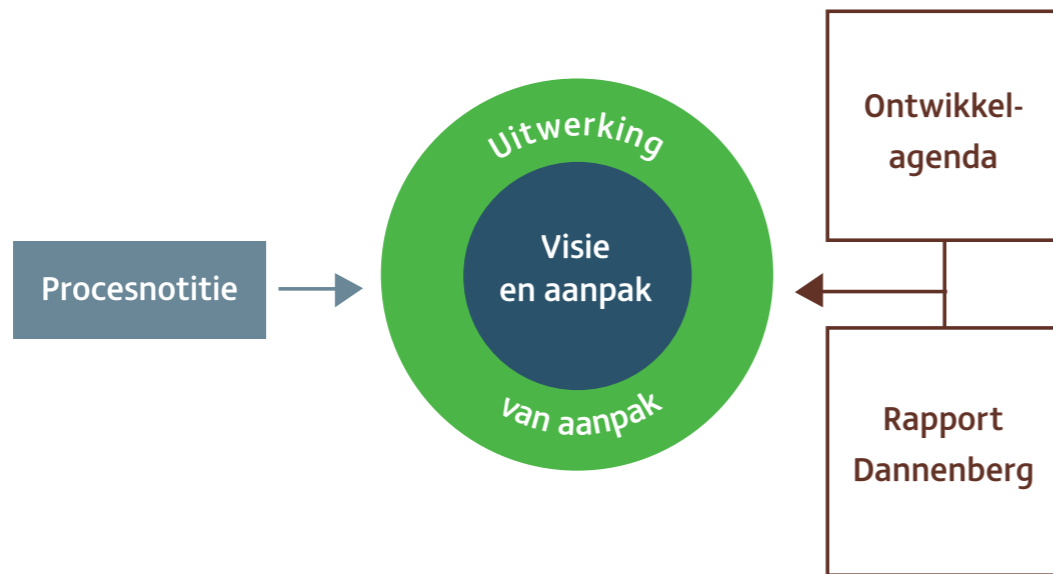 Procesnotitie
Uitwerking
Visie
en aanpak
van aanpak
Ontwikkel-
agenda
Rapport
Dannenberg